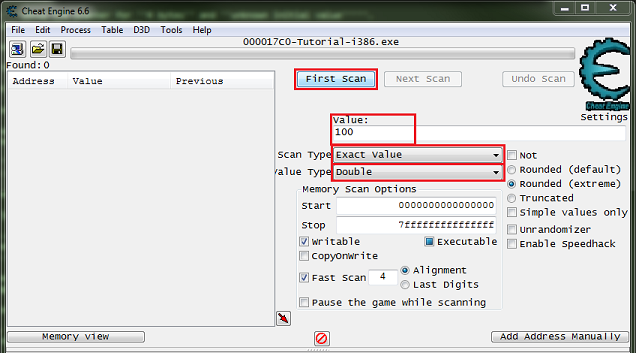 Cheat Engine 6.6
File Edit Process Table D3D Tools Help
000017C0-Tutorial-i386.exe
Found:0
Address Value Previous
First Scan Next Scan Undo Scan
Cheat Engine
Settings
Value:
100
Scan Type Exact Value
Value Type Double
Not
Rounded (default)
Rounded (extreme)
Truncated
Simple values only
Unrandomizer
Enable Speedhack
Memory Scan Options
Start 0000000000000000
Stop 7fffffffffffffff
Writable Executable
CopyOnWrite
Fast Scan 4 Alignment
Last Digits
Pause the game while scanning
Memory view Add Address Manually